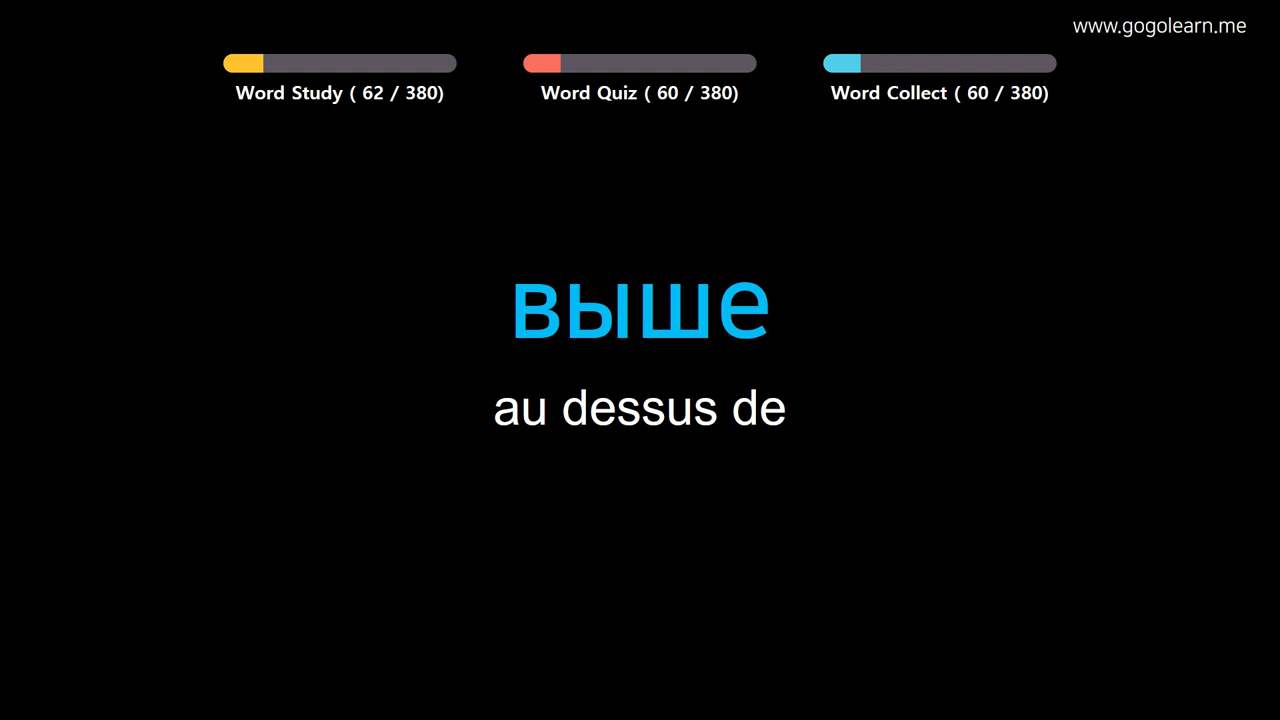 www.gogolearn.me
Word Study ( 62 / 380)
Word Quiz ( 60 / 380)
Word Collect ( 60 / 380)
выше
au dessus de